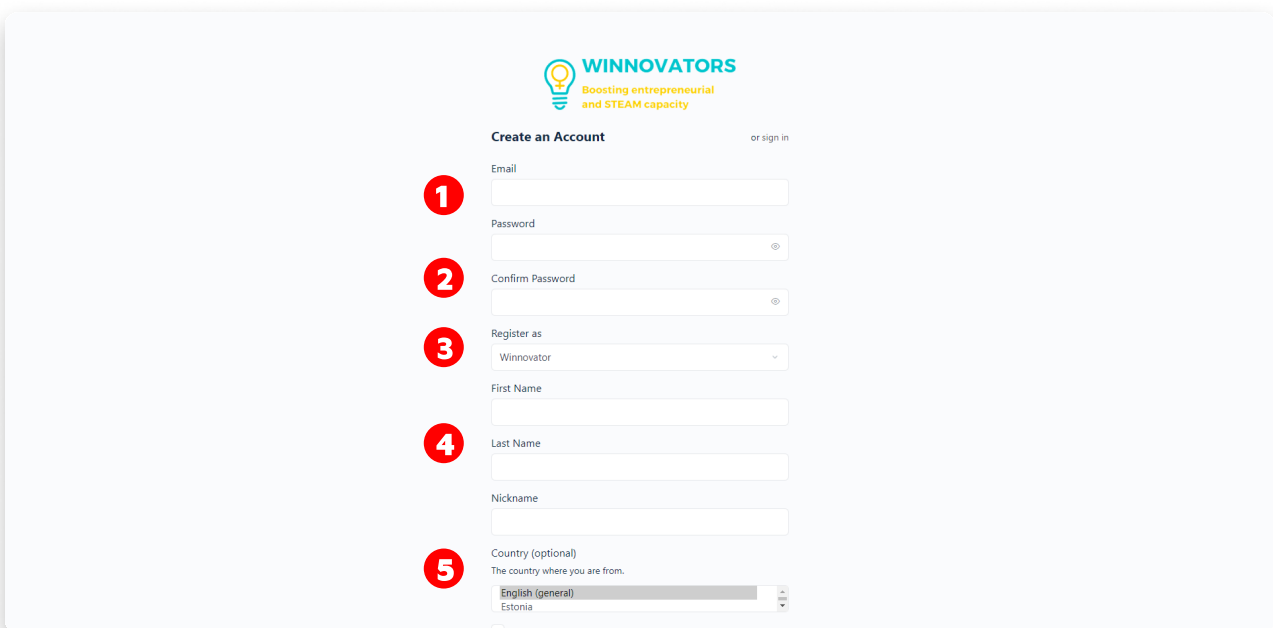 WINNOVATORS
Boosting entrepreneurial
and STEAM capacity
Create an Account or sign in
Email
1
Password
2
Confirm Password
Register as
3
Winnovator
First Name
4
Last Name
Nickname
Country (optional)
5
The country where you are from.
English (general)
Estonia